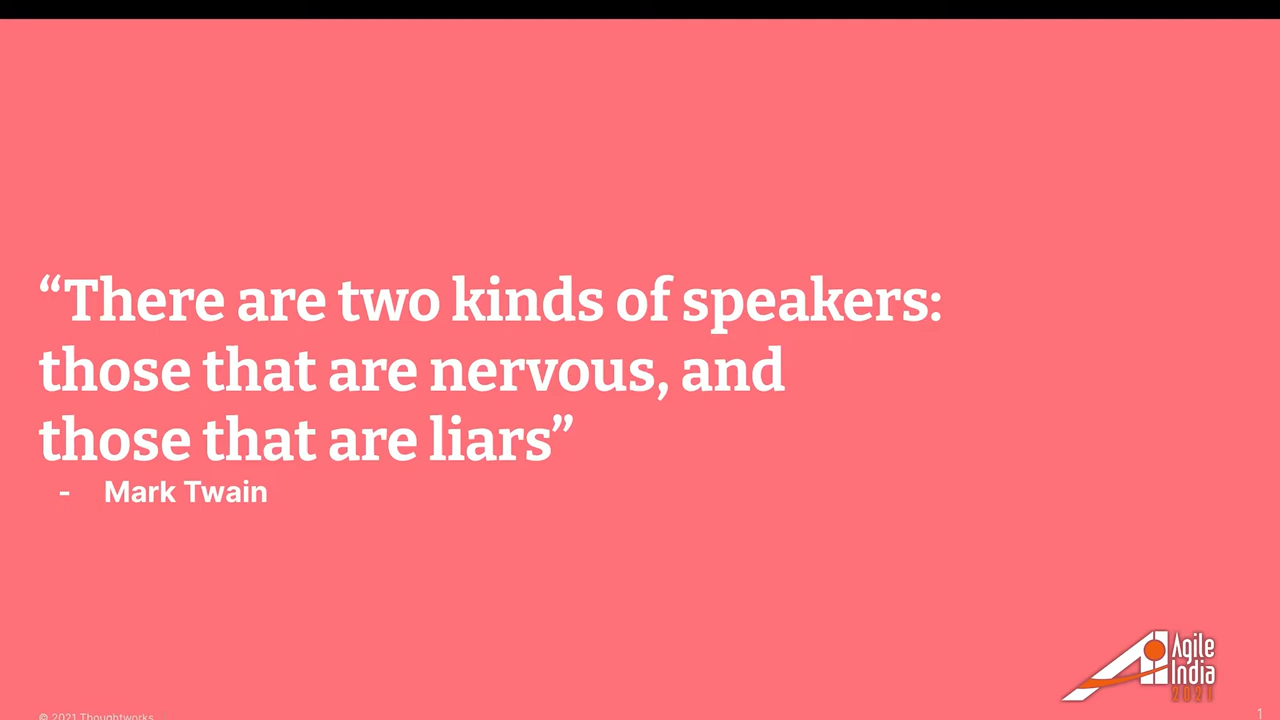 “There are two kinds of speakers:
those that are nervous, and
those that are liars”
- Mark Twain
Agile
India
2021
© 2021 Thoughtworks
1